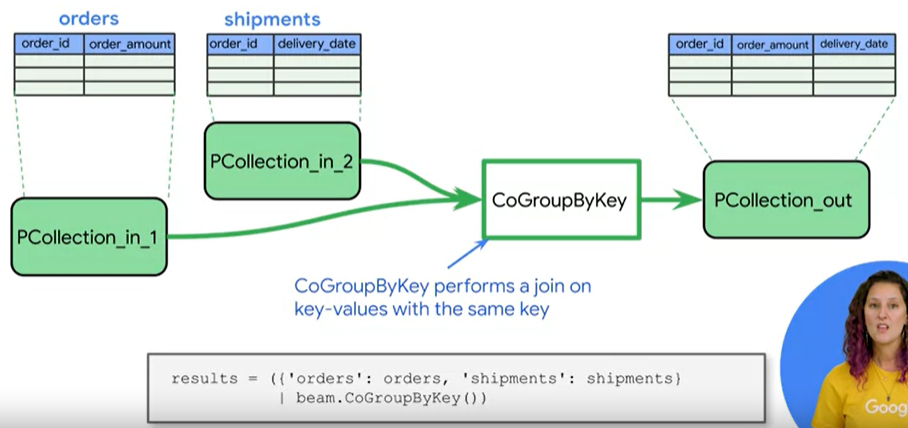 orders
order_id order_amount
shipments
order_id delivery_date
order_id order_amount delivery_date
PCollection_in_2
PCollection_in_1
CoGroupByKey
PCollection_out
CoGroupByKey performs a join on
key-values with the same key
results = ({'orders': orders, 'shipments': shipments}
| beam.CoGroupByKey())
Goog